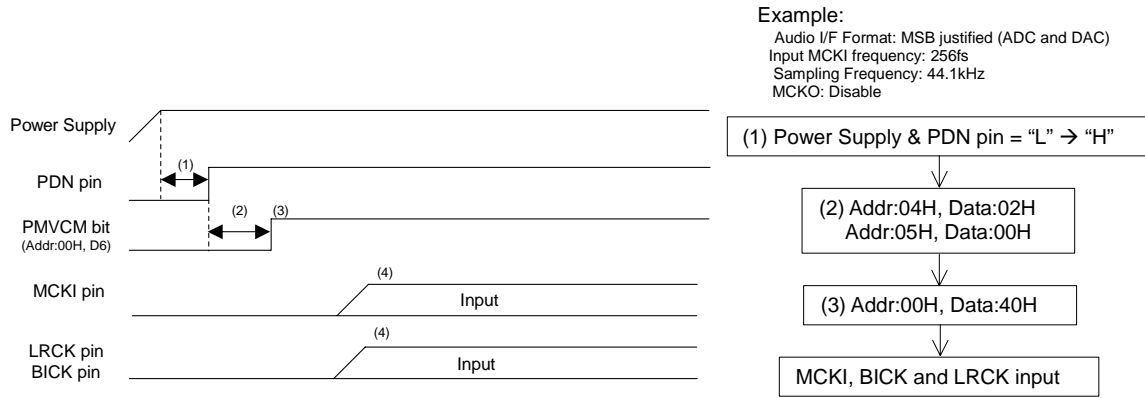 Example:
Audio I/F Format: MSB justified (ADC and DAC)
Input MCKI frequency: 256fs
Sampling Frequency: 44.1kHz
MCKO: Disable
Power Supply
(1)
PDN pin
(2)
(3)
PMVCM bit
(Addr:00H, D6)
(4)
MCKI pin
Input
(4)
LRCK pin
BICK pin
Input
(1) Power Supply & PDN pin = “L” → “H”
(2) Addr:04H, Data:02H
Addr:05H, Data:00H
(3) Addr:00H, Data:40H
MCKI, BICK and LRCK input